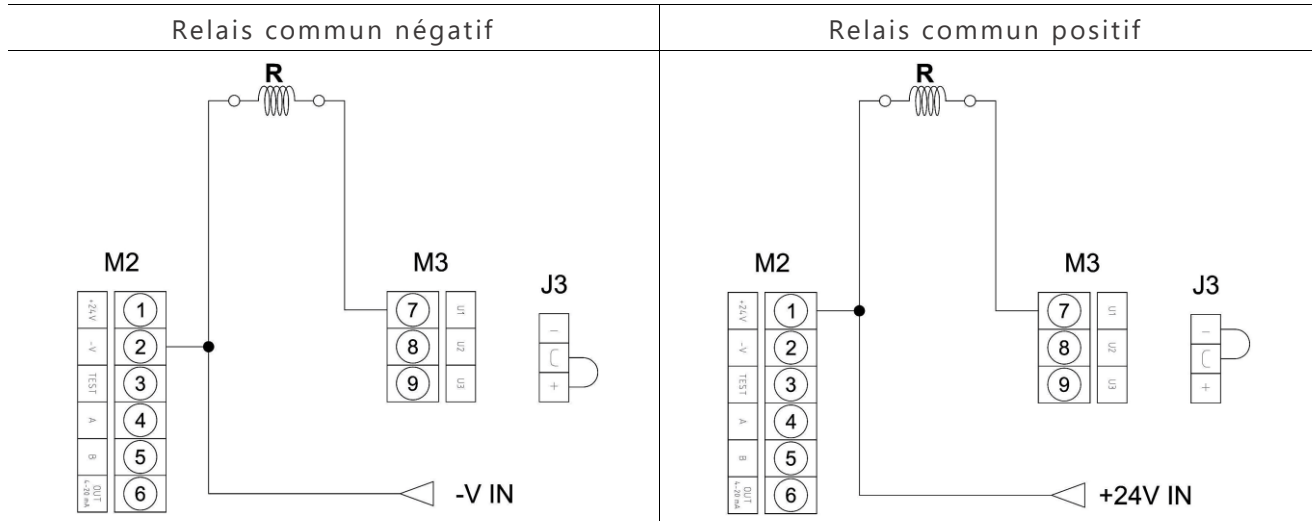 Relais commun négatif
Relais commun positif
R
M2
M3
J3
+24V
1
-V
2
TEST
3
A
4
B
5
OUT
4-20 mA
6
7
U1
8
U2
9
U3
-
C
+
-V IN
R
M2
M3
J3
+24V
1
-V
2
TEST
3
A
4
B
5
OUT
4-20 mA
6
7
U1
8
U2
9
U3
-
C
+
+24V IN